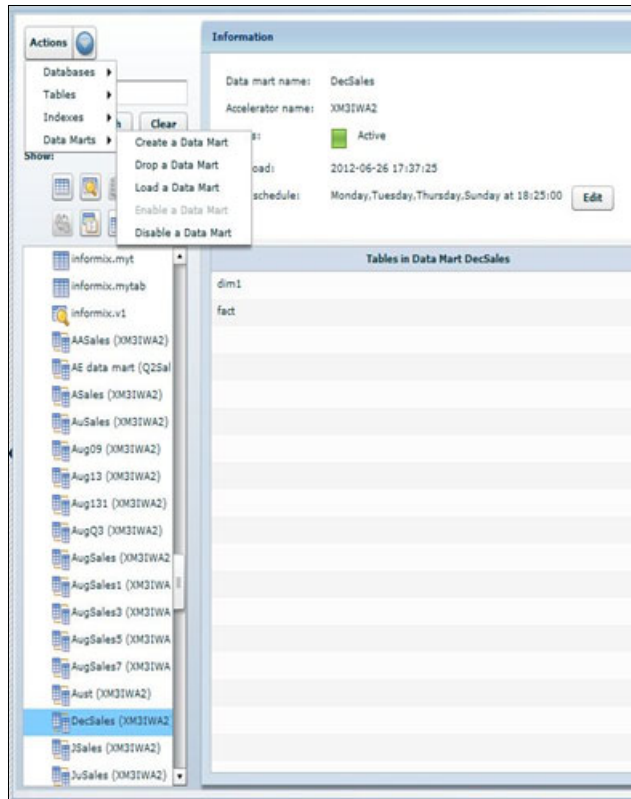 Actions
Databases
Tables
Indexes
Data Marts
h
Clear
Create a Data Mart
Drop a Data Mart
Load a Data Mart
Enable a Data Mart
Disable a Data Mart
Show:
informix.myt
informix.mytab
informix.v1
AASales (XM3IWA2)
AE data mart (Q2Sal
ASales (XM3IWA2)
AuSales (XM3IWA2)
Aug09 (XM3IWA2)
Aug13 (XM3IWA2)
Aug131 (XM3IWA2)
AugQ3 (XM3IWA2)
AugSales (XM3IWA2
AugSales1 (XM3IWA
AugSales3 (XM3IWA
AugSales5 (XM3IWA
AugSales7 (XM3IWA
Aust (XM3IWA2)
DecSales (XM3IWA2
JSales (XM3IWA2)
JuSales (XM3IWA2)
Information
Data mart name: DecSales
Accelerator name: XM3IWA2
s: Active
oad: 2012-06-26 17:37:25
schedule: Monday,Tuesday,Thursday,Sunday at 18:25:00 Edit
Tables in Data Mart DecSales
dim1
fact